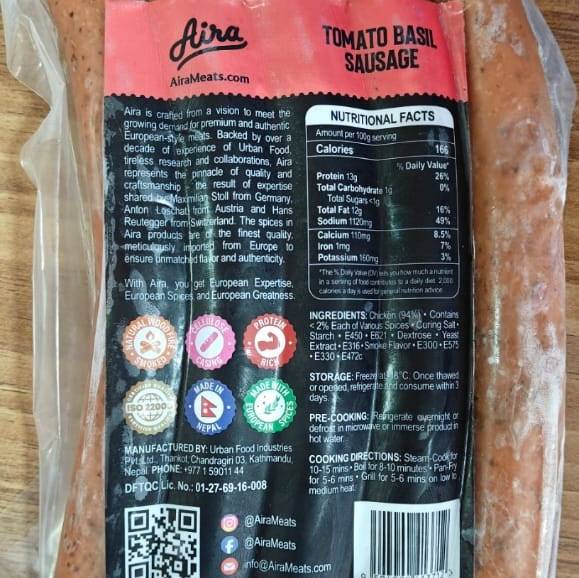 Aira
AiraMeats.com
TOMATO BASIL
SAUSAGE
Aira is crafted from a vision to meet the
growing demand for premium and authentic
European-style meats. Backed by over a
decade of experience of Urban Food,
tireless research and collaborations, Aira
represents the pinnacle of quality and
craftsmanship the result of expertise
shared by Maximilian Stoll from Germany,
Anton Loschat from Austria and Hans
Reutegger from Switzerland. The spices in
Aira products are of the finest quality,
meticulously imported from Europe to
ensure unmatched flavor and authenticity.
With Aira, you get European Expertise,
European Spices and European Greatness.
NATURAL WOODFIRE
SMOKED
CELLULOSE
CASING
PROTEIN
RICH
ISO 22000
MADE IN
NEPAL
MADE WITH
EUROPEAN SPICES
MANUFACTURED BY: Urban Food Industries
Pvt. Ltd., Thankot, Chandragiri 03, Kathmandu,
Nepal. PHONE: +977 1 59011 44
DFTQC Lic. No.: 01-27-69-16-008
@AiraMeats
@AiraMeats
info@AiraMeats.com
NUTRITIONAL FACTS
Amount per 100g serving
Calories 166
% Daily Value*
Protein 13g 26%
Total Carbohydrate 1g 0%
Total Sugars <1g
Total Fat 12g 16%
Sodium 1120mg 49%
Calcium 110mg 8.5%
Iron 1mg 7%
Potassium 160mg 3%
*The % Daily Value (DV) tells you how much a nutrient
in a serving of food contributes to a daily diet. 2,000
calories a day is used for general nutrition advice
INGREDIENTS: Chicken (94%) • Contains
<2% Each of Various Spices • Curing Salt •
Starch • E450 • E621 • Dextrose • Yeast
Extract • E316 • Smoke Flavor • E300 • E575
• E330 • E472c
STORAGE: Freeze at -18°C. Once thawed
or opened, refrigerate and consume within 3
days.
PRE-COOKING: Refrigerate overnight or
defrost in microwave or immerse product in
hot water.
COOKING DIRECTIONS: Steam-Cook for
10-15 mins • Boil for 8-10 minutes • Pan-Fry
for 5-6 mins • Grill for 5-6 mins on low to
medium heat.